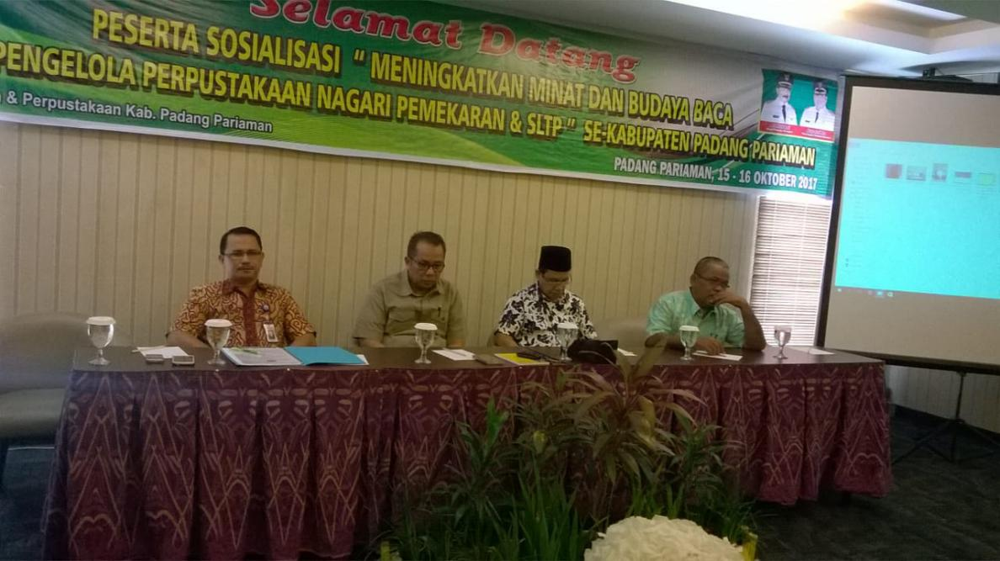 Selamat Datang
PESERTA SOSIALISASI " MENINGKATKAN MINAT DAN BUDAYA BACA
PENGELOLA PERPUSTAKAAN NAGARI PEMEKARAN & SLTP " SE-KABUPATEN PADANG PARIAMAN
& Perpustakaan Kab. Padang Pariaman
PADANG PARIAMAN, 15 - 16 OKTOBER 2017